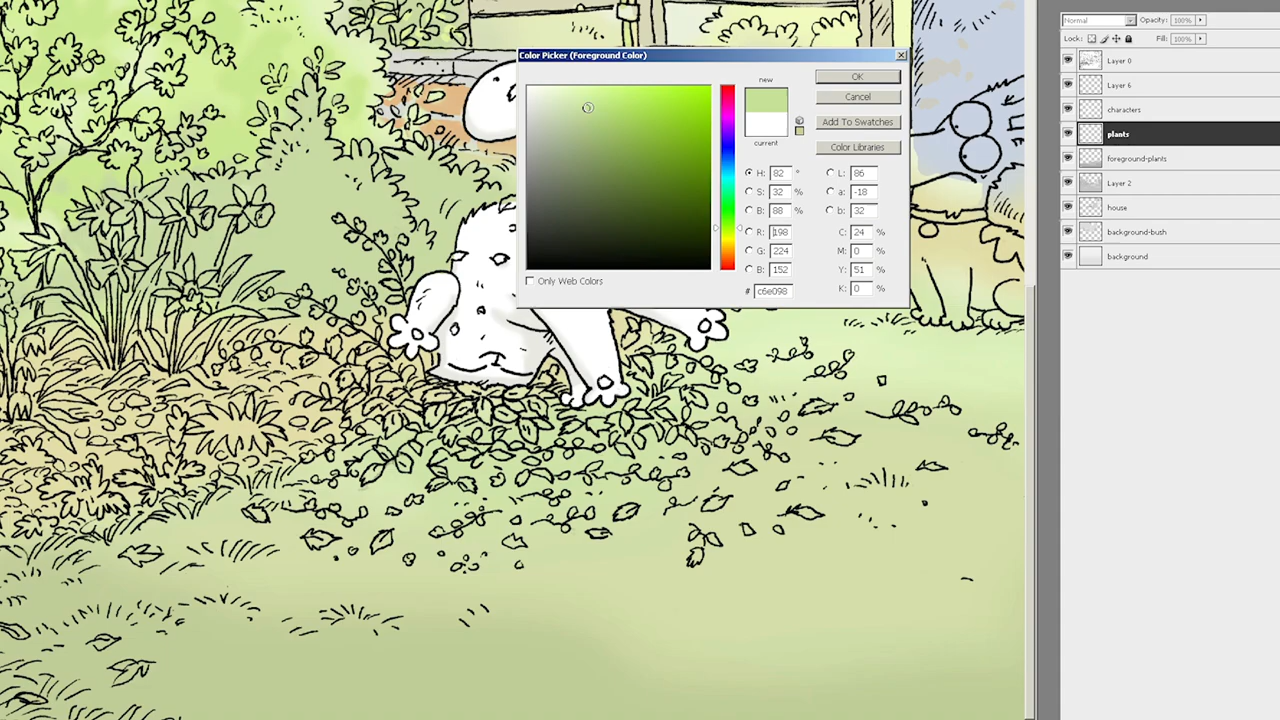 Normal Opacity: 100%
Lock: Fill: 100%
Layer 0
Layer 6
characters
plants
foreground-plants
Layer 2
house
background-bush
background
Color Picker (Foreground Color)
new
current
OK
Cancel
Add To Swatches
Color Libraries
H: 82 ° L: 86
S: 32 % a: -18
B: 88 % b: 32
R: 198 C: 24 %
G: 224 M: 0 %
B: 152 Y: 51 %
# c6e098 K: 0 %
Only Web Colors